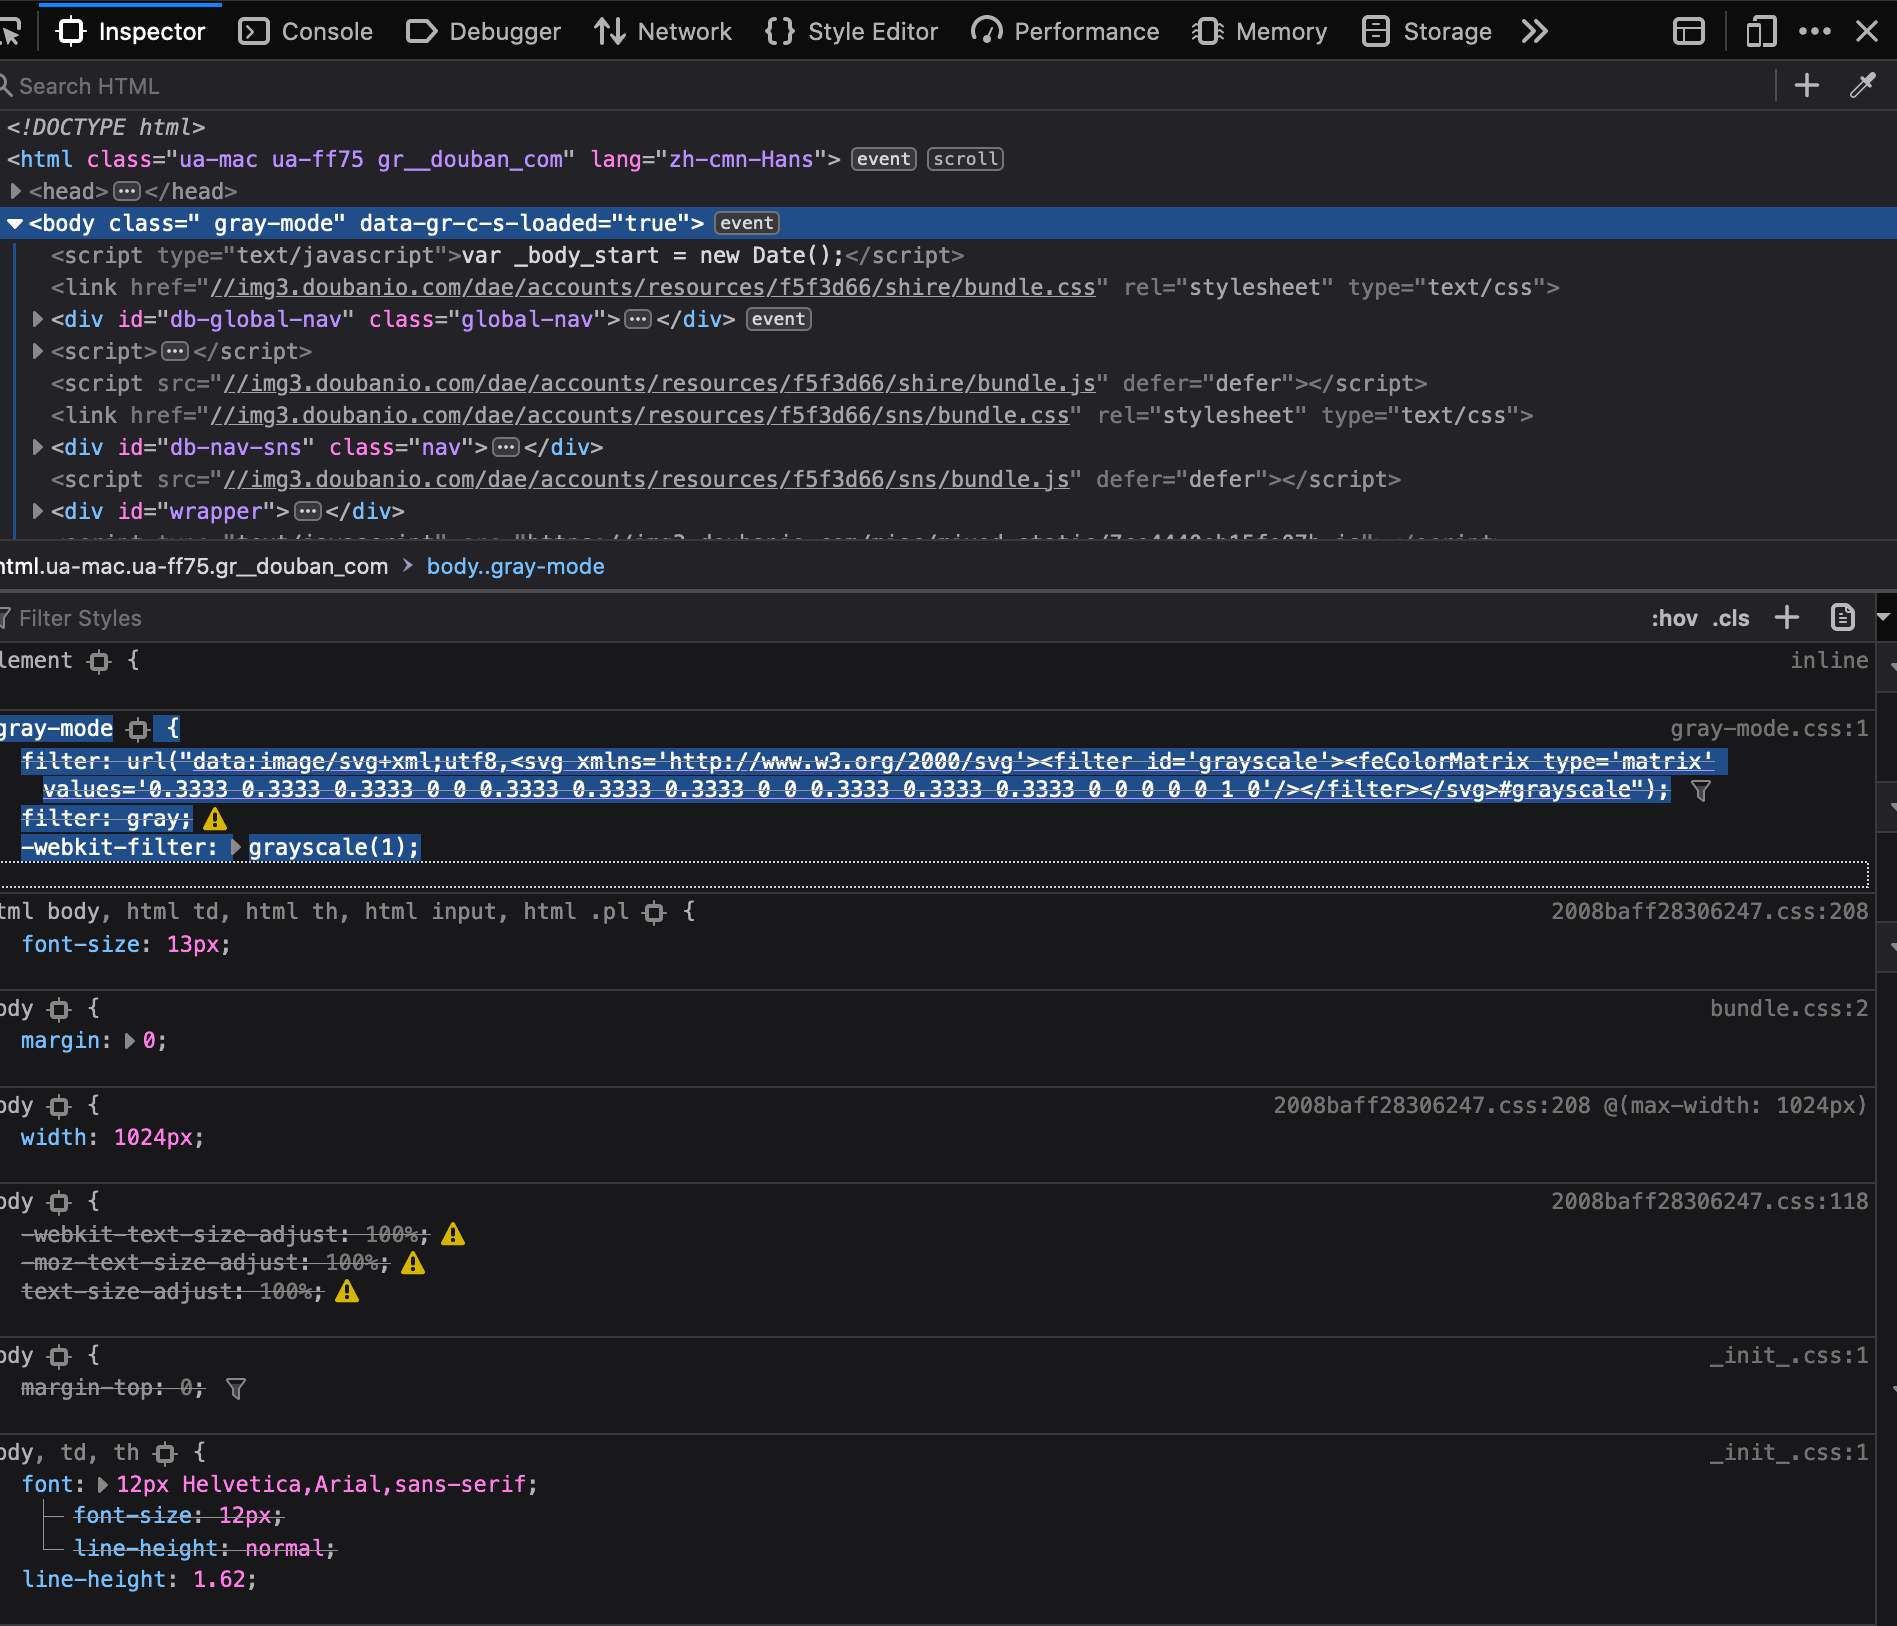 Inspector Console Debugger Network Style Editor Performance Memory Storage
Search HTML
<!DOCTYPE html>
<html class="ua-mac ua-ff75 gr__douban_com" lang="zh-cmn-Hans"> event scroll
<head> ··· </head>
<body class=" gray-mode" data-gr-c-s-loaded="true"> event
<script type="text/javascript">var _body_start = new Date();</script>
<link href="//img3.doubanio.com/dae/accounts/resources/f5f3d66/shire/bundle.css" rel="stylesheet" type="text/css">
<div id="db-global-nav" class="global-nav"> ··· </div> event
<script> ··· </script>
<script src="//img3.doubanio.com/dae/accounts/resources/f5f3d66/shire/bundle.js" defer="defer"></script>
<link href="//img3.doubanio.com/dae/accounts/resources/f5f3d66/sns/bundle.css" rel="stylesheet" type="text/css">
<div id="db-nav-sns" class="nav"> ··· </div>
<script src="//img3.doubanio.com/dae/accounts/resources/f5f3d66/sns/bundle.js" defer="defer"></script>
<div id="wrapper"> ··· </div>
html.ua-mac.ua-ff75.gr__douban_com > body..gray-mode
Filter Styles :hov .cls +
lement { inline
gray-mode { gray-mode.css:1
filter: url("data:image/svg+xml;utf8,<svg xmlns='http://www.w3.org/2000/svg'><filter id='grayscale'><feColorMatrix type='matrix'
values='0.3333 0.3333 0.3333 0 0 0.3333 0.3333 0.3333 0 0 0.3333 0.3333 0.3333 0 0 0 0 0 1 0'/></filter></svg>#grayscale");
filter: gray;
-webkit-filter: grayscale(1);
tml body, html td, html th, html input, html .pl { 2008baff28306247.css:208
font-size: 13px;
ody { bundle.css:2
margin: 0;
ody { 2008baff28306247.css:208 @(max-width: 1024px)
width: 1024px;
ody { 2008baff28306247.css:118
-webkit-text-size-adjust: 100%;
-moz-text-size-adjust: 100%;
text-size-adjust: 100%;
ody { _init_.css:1
margin-top: 0;
ody, td, th { _init_.css:1
font: 12px Helvetica,Arial,sans-serif;
font-size: 12px;
line-height: normal;
line-height: 1.62;